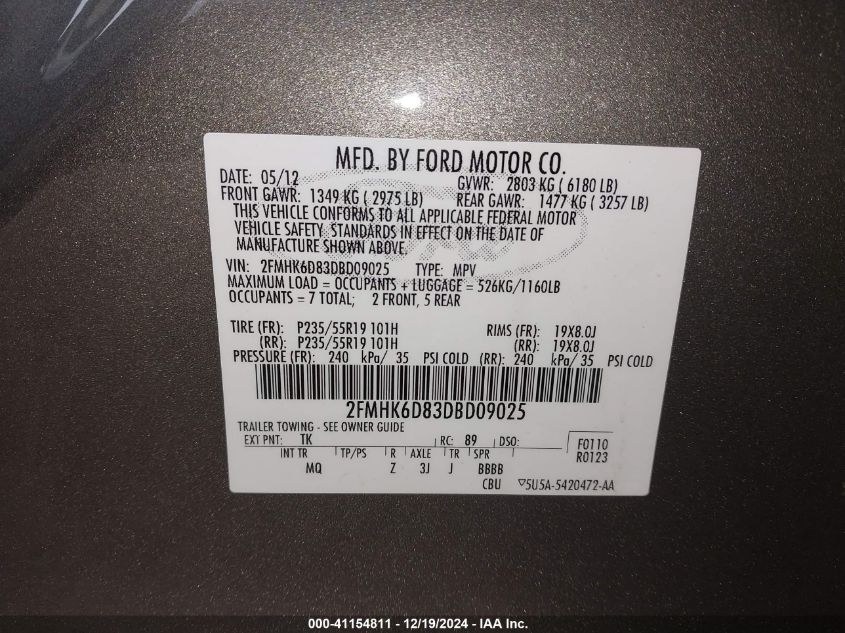 MFD. BY FORD MOTOR CO.
DATE: 05/12 GVWR: 2803 KG ( 6180 LB)
FRONT GAWR: 1349 KG ( 2975 LB) REAR GAWR: 1477 KG ( 3257 LB)
THIS VEHICLE CONFORMS TO ALL APPLICABLE FEDERAL MOTOR
VEHICLE SAFETY STANDARDS IN EFFECT ON THE DATE OF
MANUFACTURE SHOWN ABOVE.
VIN: 2FMHK6D83DBD09025 TYPE: MPV
MAXIMUM LOAD = OCCUPANTS + LUGGAGE = 526KG/1160LB
OCCUPANTS = 7 TOTAL; 2 FRONT, 5 REAR
TIRE (FR): P235/55R19 101H RIMS (FR): 19X8.0J
(RR): P235/55R19 101H (RR): 19X8.0J
PRESSURE (FR): 240 kPa/ 35 PSI COLD (RR): 240 kPa/ 35 PSI COLD
2FMHK6D83DBD09025
TRAILER TOWING - SEE OWNER GUIDE
EXT PNT: TK RC: 89 DSO: F0110
INT TR TP/PS R AXLE TR SPR R0123
MQ Z 3J J BBBB
CBU ▽5U5A-5420472-AA
000-41154811 - 12/19/2024 - IAA Inc.